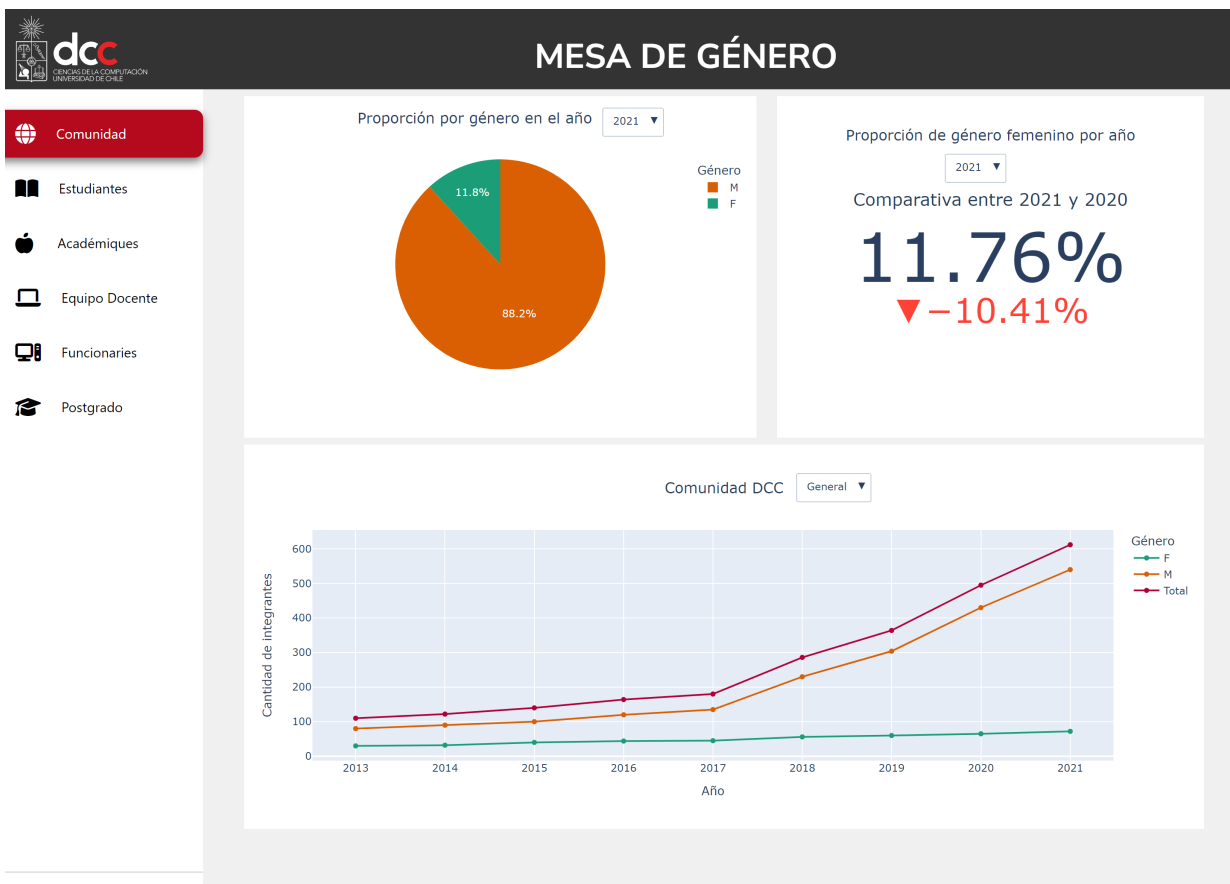 dcc
CIENCIAS DE LA COMPUTACIÓN
UNIVERSIDAD DE CHILE
MESA DE GÉNERO
Comunidad
Estudiantes
Académiques
Equipo Docente
Funcionaries
Postgrado
Proporción por género en el año 2021 ▼
Género
M
F
11.8%
88.2%
Proporción de género femenino por año
2021 ▼
Comparativa entre 2021 y 2020
11.76%
▼−10.41%
Comunidad DCC General ▼
Cantidad de integrantes
600
500
400
300
200
100
0
2013 2014 2015 2016 2017 2018 2019 2020 2021
Año
Género
F
M
Total